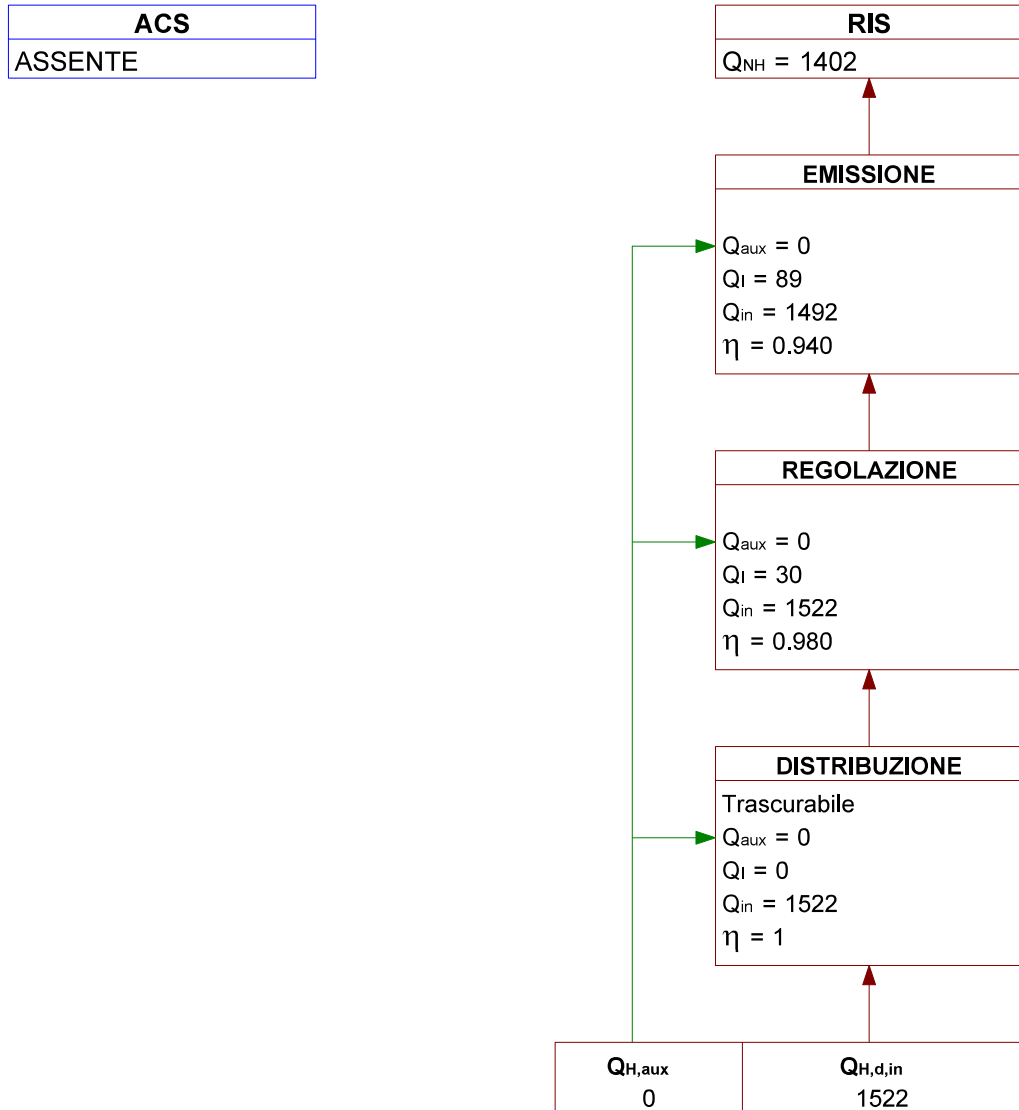 ACS
ASSENTE
RIS
QNH = 1402
EMISSIONE
Qaux = 0
Ql = 89
Qin = 1492
η = 0.940
REGOLAZIONE
Qaux = 0
Ql = 30
Qin = 1522
η = 0.980
DISTRIBUZIONE
Trascurabile
Qaux = 0
Ql = 0
Qin = 1522
η = 1
QH,aux
0
QH,d,in
1522